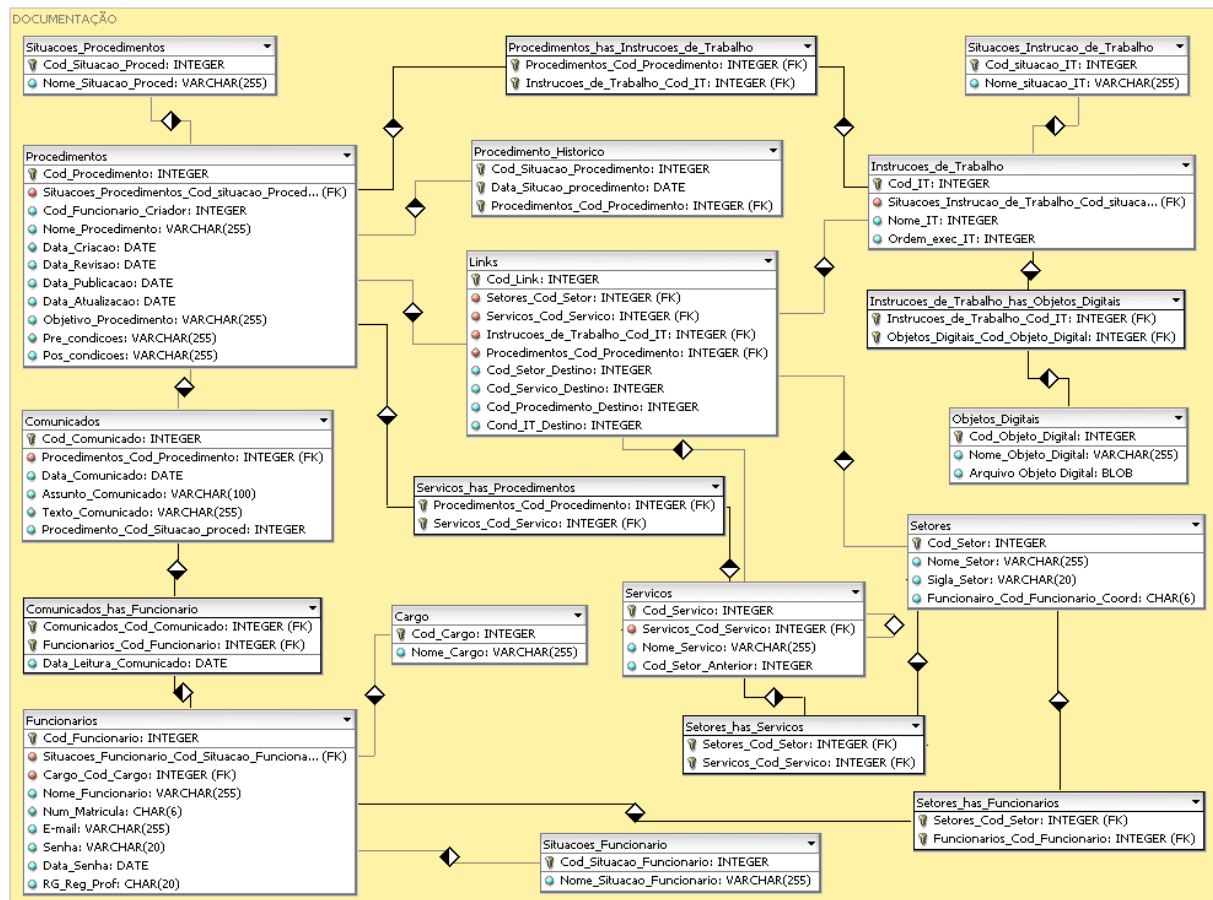 DOCUMENTAÇÃO
Situacoes_Procedimentos
Cod_Situacao_Proced: INTEGER
Nome_Situacao_Proced: VARCHAR(255)
Procedimentos_has_Instrucoes_de_Trabalho
Procedimentos_Cod_Procedimento: INTEGER (FK)
Instrucoes_de_Trabalho_Cod_IT: INTEGER (FK)
Situacoes_Instrucao_de_Trabalho
Cod_situacao_IT: INTEGER
Nome_situacao_IT: VARCHAR(255)
Procedimentos
Cod_Procedimento: INTEGER
Situacoes_Procedimentos_Cod_situacao_Proced... (FK)
Cod_Funcionario_Criador: INTEGER
Nome_Procedimento: VARCHAR(255)
Data_Criacao: DATE
Data_Revisao: DATE
Data_Publicacao: DATE
Data_Atualizacao: DATE
Objetivo_Procedimento: VARCHAR(255)
Pre_condicoes: VARCHAR(255)
Pos_condicoes: VARCHAR(255)
Procedimento_Historico
Cod_Situacao_Procedimento: INTEGER
Data_Situcao_procedimento: DATE
Procedimentos_Cod_Procedimento: INTEGER (FK)
Instrucoes_de_Trabalho
Cod_IT: INTEGER
Situacoes_Instrucao_de_Trabalho_Cod_situaca... (FK)
Nome_IT: INTEGER
Ordem_exec_IT: INTEGER
Links
Cod_Link: INTEGER
Setores_Cod_Setor: INTEGER (FK)
Servicos_Cod_Servico: INTEGER (FK)
Instrucoes_de_Trabalho_Cod_IT: INTEGER (FK)
Procedimentos_Cod_Procedimento: INTEGER (FK)
Cod_Setor_Destino: INTEGER
Cod_Servico_Destino: INTEGER
Cod_Procedimento_Destino: INTEGER
Cond_IT_Destino: INTEGER
Instrucoes_de_Trabalho_has_Objetos_Digitais
Instrucoes_de_Trabalho_Cod_IT: INTEGER (FK)
Objetos_Digitais_Cod_Objeto_Digital: INTEGER (FK)
Objetos_Digitais
Cod_Objeto_Digital: INTEGER
Nome_Objeto_Digital: VARCHAR(255)
Arquivo Objeto Digital: BLOB
Comunicados
Cod_Comunicado: INTEGER
Procedimentos_Cod_Procedimento: INTEGER (FK)
Data_Comunicado: DATE
Assunto_Comunicado: VARCHAR(100)
Texto_Comunicado: VARCHAR(255)
Procedimento_Cod_Situacao_proced: INTEGER
Servicos_has_Procedimentos
Procedimentos_Cod_Procedimento: INTEGER (FK)
Servicos_Cod_Servico: INTEGER (FK)
Setores
Cod_Setor: INTEGER
Nome_Setor: VARCHAR(255)
Sigla_Setor: VARCHAR(20)
Funcionairo_Cod_Funcionario_Coord: CHAR(6)
Comunicados_has_Funcionario
Comunicados_Cod_Comunicado: INTEGER (FK)
Funcionarios_Cod_Funcionario: INTEGER (FK)
Data_Leitura_Comunicado: DATE
Cargo
Cod_Cargo: INTEGER
Nome_Cargo: VARCHAR(255)
Servicos
Cod_Servico: INTEGER
Servicos_Cod_Servico: INTEGER (FK)
Nome_Servico: VARCHAR(255)
Cod_Setor_Anterior: INTEGER
Setores_has_Servicos
Setores_Cod_Setor: INTEGER (FK)
Servicos_Cod_Servico: INTEGER (FK)
Funcionarios
Cod_Funcionario: INTEGER
Situacoes_Funcionario_Cod_Situacao_Funciona... (FK)
Cargo_Cod_Cargo: INTEGER (FK)
Nome_Funcionario: VARCHAR(255)
Num_Matricula: CHAR(6)
E-mail: VARCHAR(255)
Senha: VARCHAR(20)
Data_Senha: DATE
RG_Reg_Prof: CHAR(20)
Setores_has_Funcionarios
Setores_Cod_Setor: INTEGER (FK)
Funcionarios_Cod_Funcionario: INTEGER (FK)
Situacoes_Funcionario
Cod_Situacao_Funcionario: INTEGER
Nome_Situacao_Funcionario: VARCHAR(255)